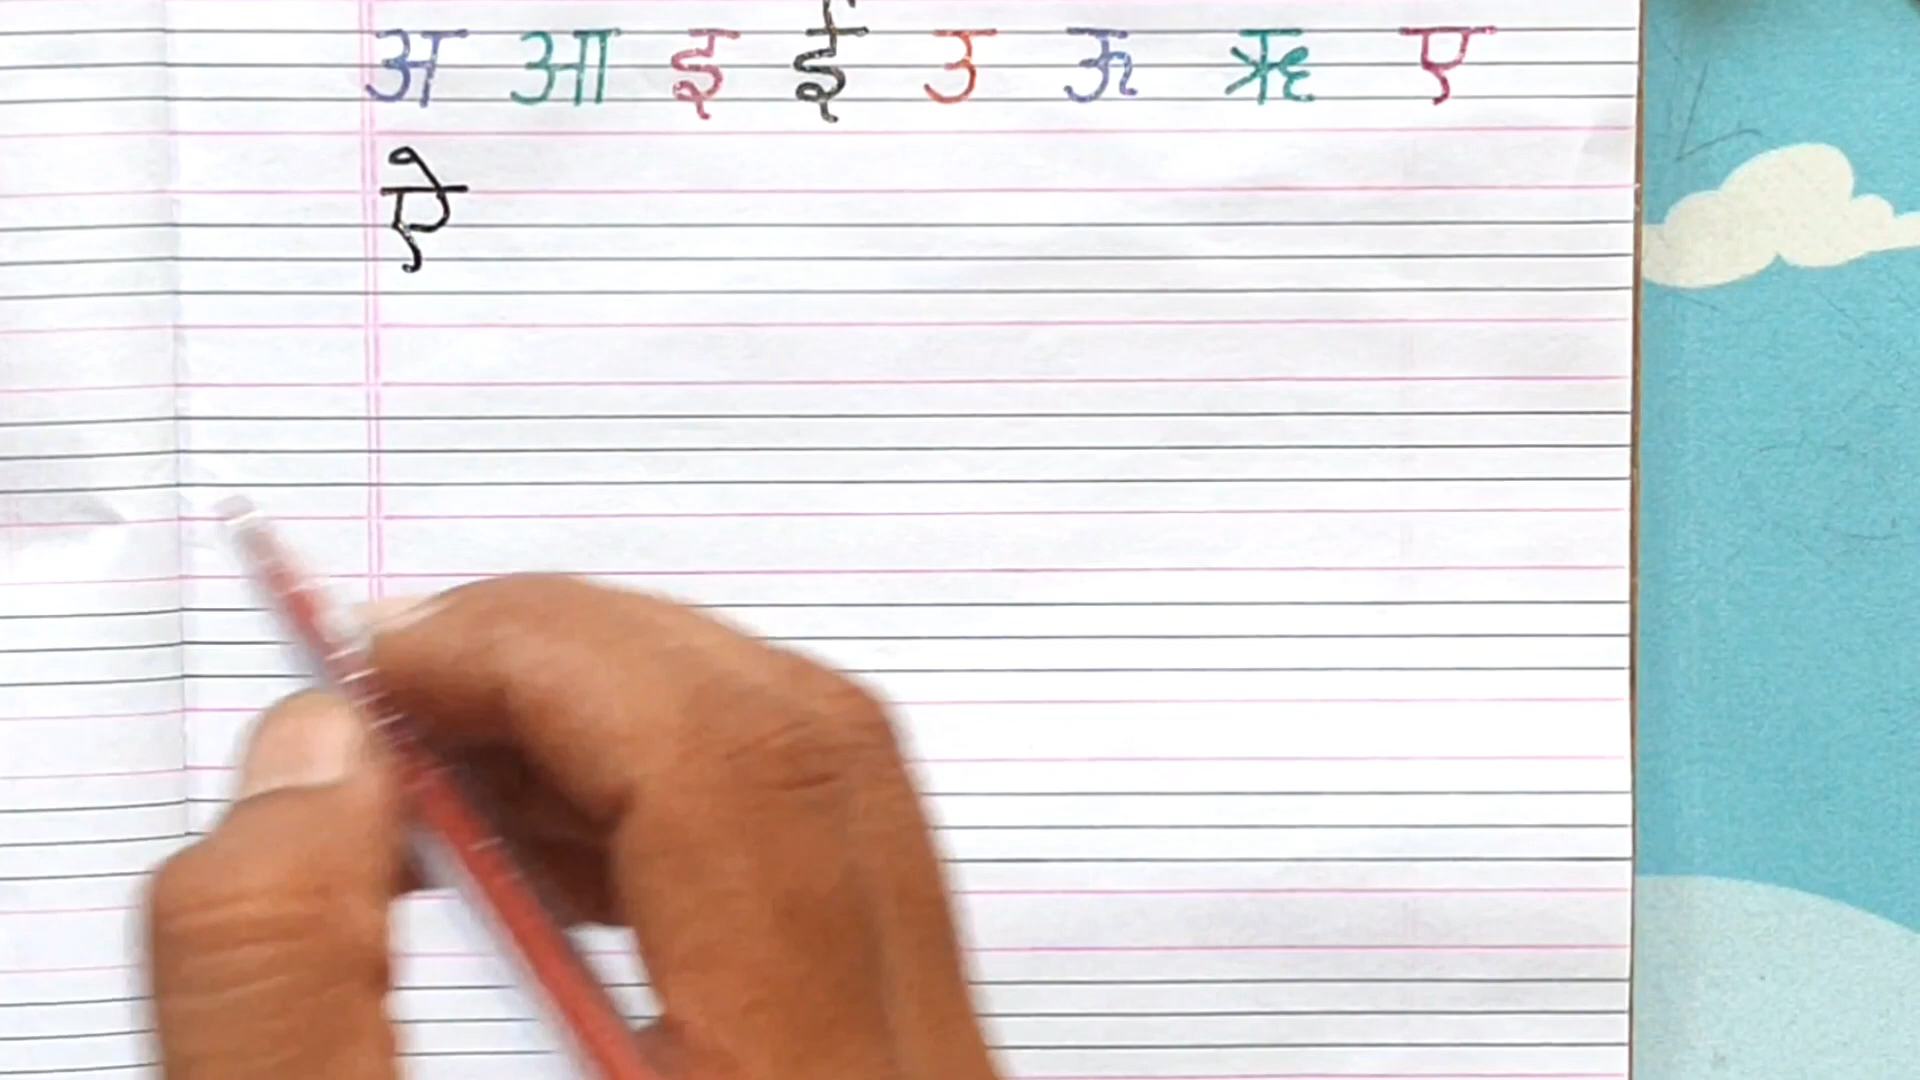 अ आ इ ई उ ऊ ऋ ए
ऐ